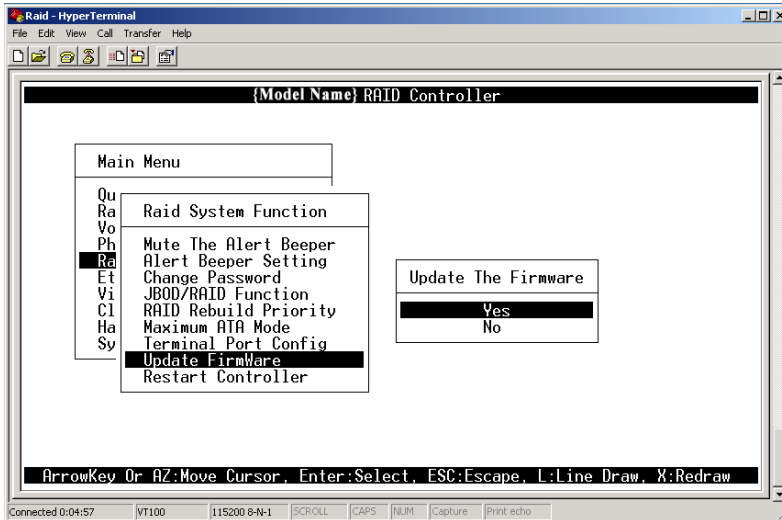 Raid - HyperTerminal
File Edit View Call Transfer Help
{Model Name} RAID Controller
Main Menu
Qu
Ra
Vo
Ph
Ra
Et
Vi
Cl
Ha
Sy
Raid System Function
Mute The Alert Beeper
Alert Beeper Setting
Change Password
JBOD/RAID Function
RAID Rebuild Priority
Maximum ATA Mode
Terminal Port Config
Update FirmWare
Restart Controller
Update The Firmware
Yes
No
ArrowKey Or AZ:Move Cursor, Enter:Select, ESC:Escape, L:Line Draw, X:Redraw
Connected 0:04:57 VT100 115200 8-N-1 SCROLL CAPS NUM Capture Print echo